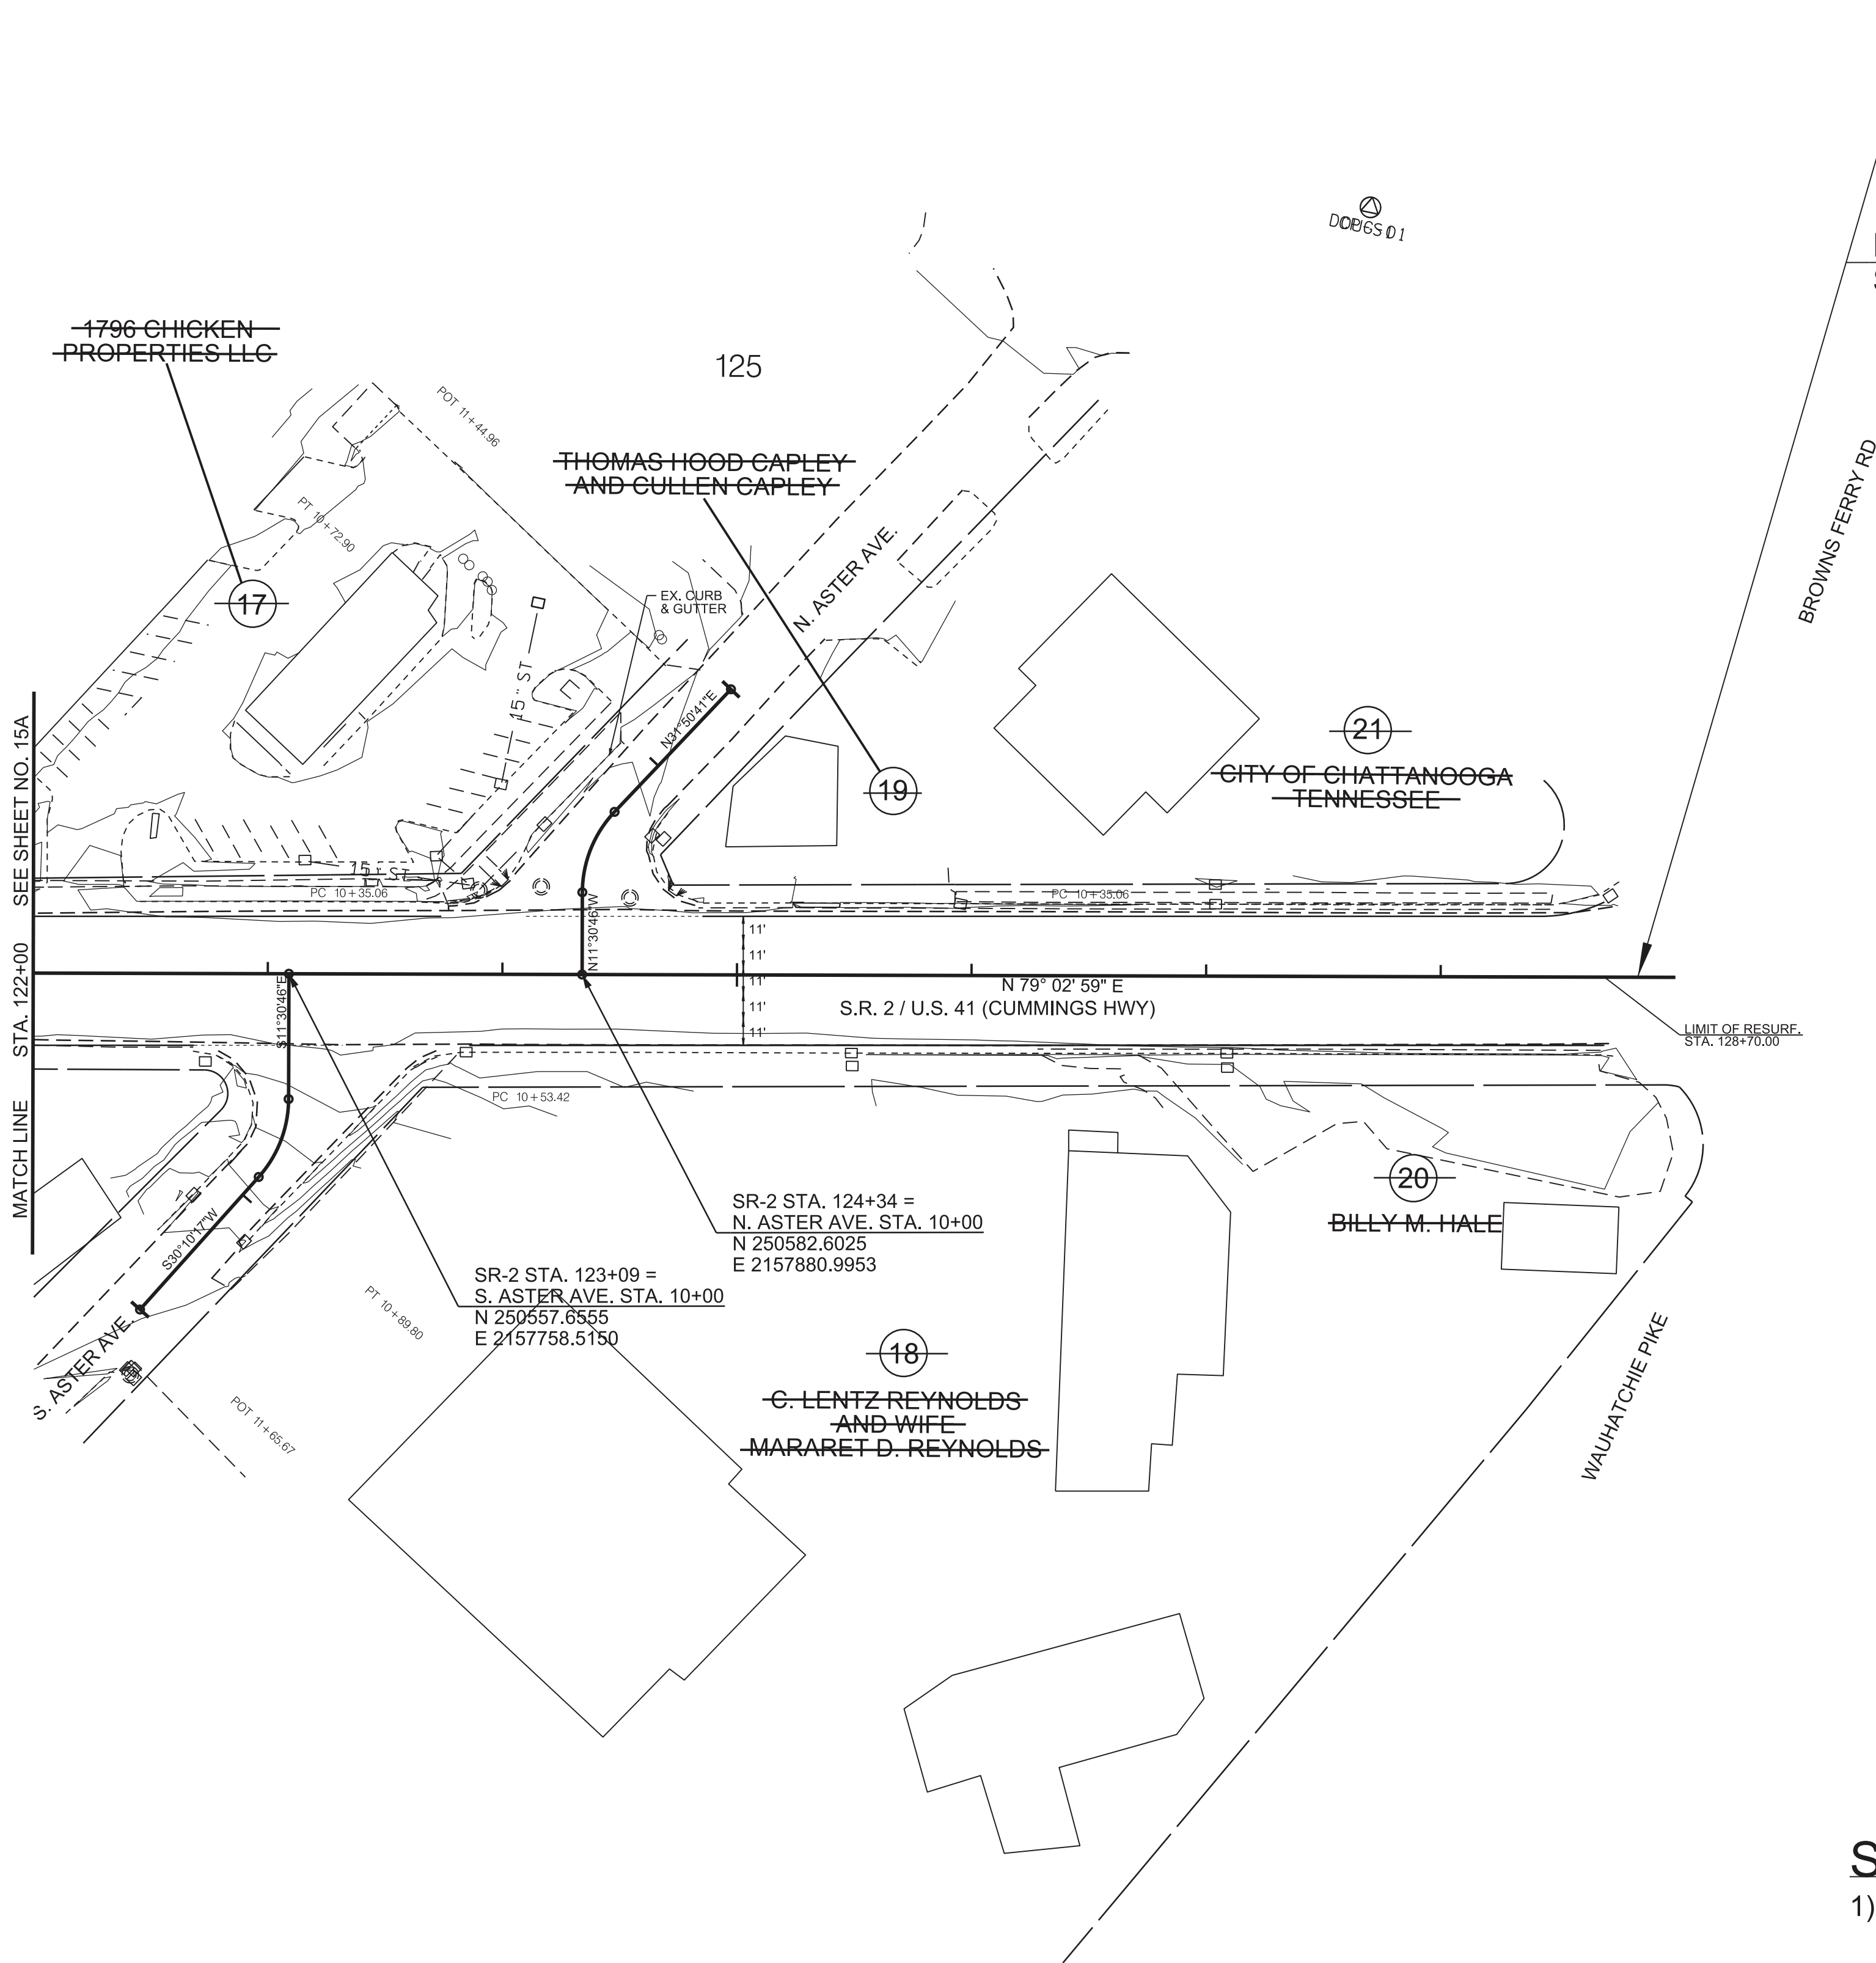 1796 CHICKEN
PROPERTIES LLC
17
125
POT 11+44.96
PT 10+72.90
THOMAS HOOD CAPLEY
AND CULLEN CAPLEY
19
EX. CURB
& GUTTER
N. ASTER AVE.
BROWNS FERRY RD
15" ST
N31°50'41"E
21
CITY OF CHATTANOOGA
TENNESSEE
SEE SHEET NO. 15A
STA. 122+00
MATCH LINE
PC 10+35.06
PC 10+35.06
N11°30'46"W
S11°30'46"E
11'
11'
11'
11'
11'
N 79° 02' 59" E
S.R. 2 / U.S. 41 (CUMMINGS HWY)
LIMIT OF RESURF.
STA. 128+70.00
PC 10+53.42
SR-2 STA. 124+34 =
N. ASTER AVE. STA. 10+00
N 250582.6025
E 2157880.9953
20
BILLY M. HALE
S30°10'17"W
SR-2 STA. 123+09 =
S. ASTER AVE. STA. 10+00
N 250557.6555
E 2157758.5150
PT 10+89.80
S. ASTER AVE.
POT 11+65.67
18
C. LENTZ REYNOLDS
AND WIFE
MARARET D. REYNOLDS
WAUHATCHIE PIKE
S
1)